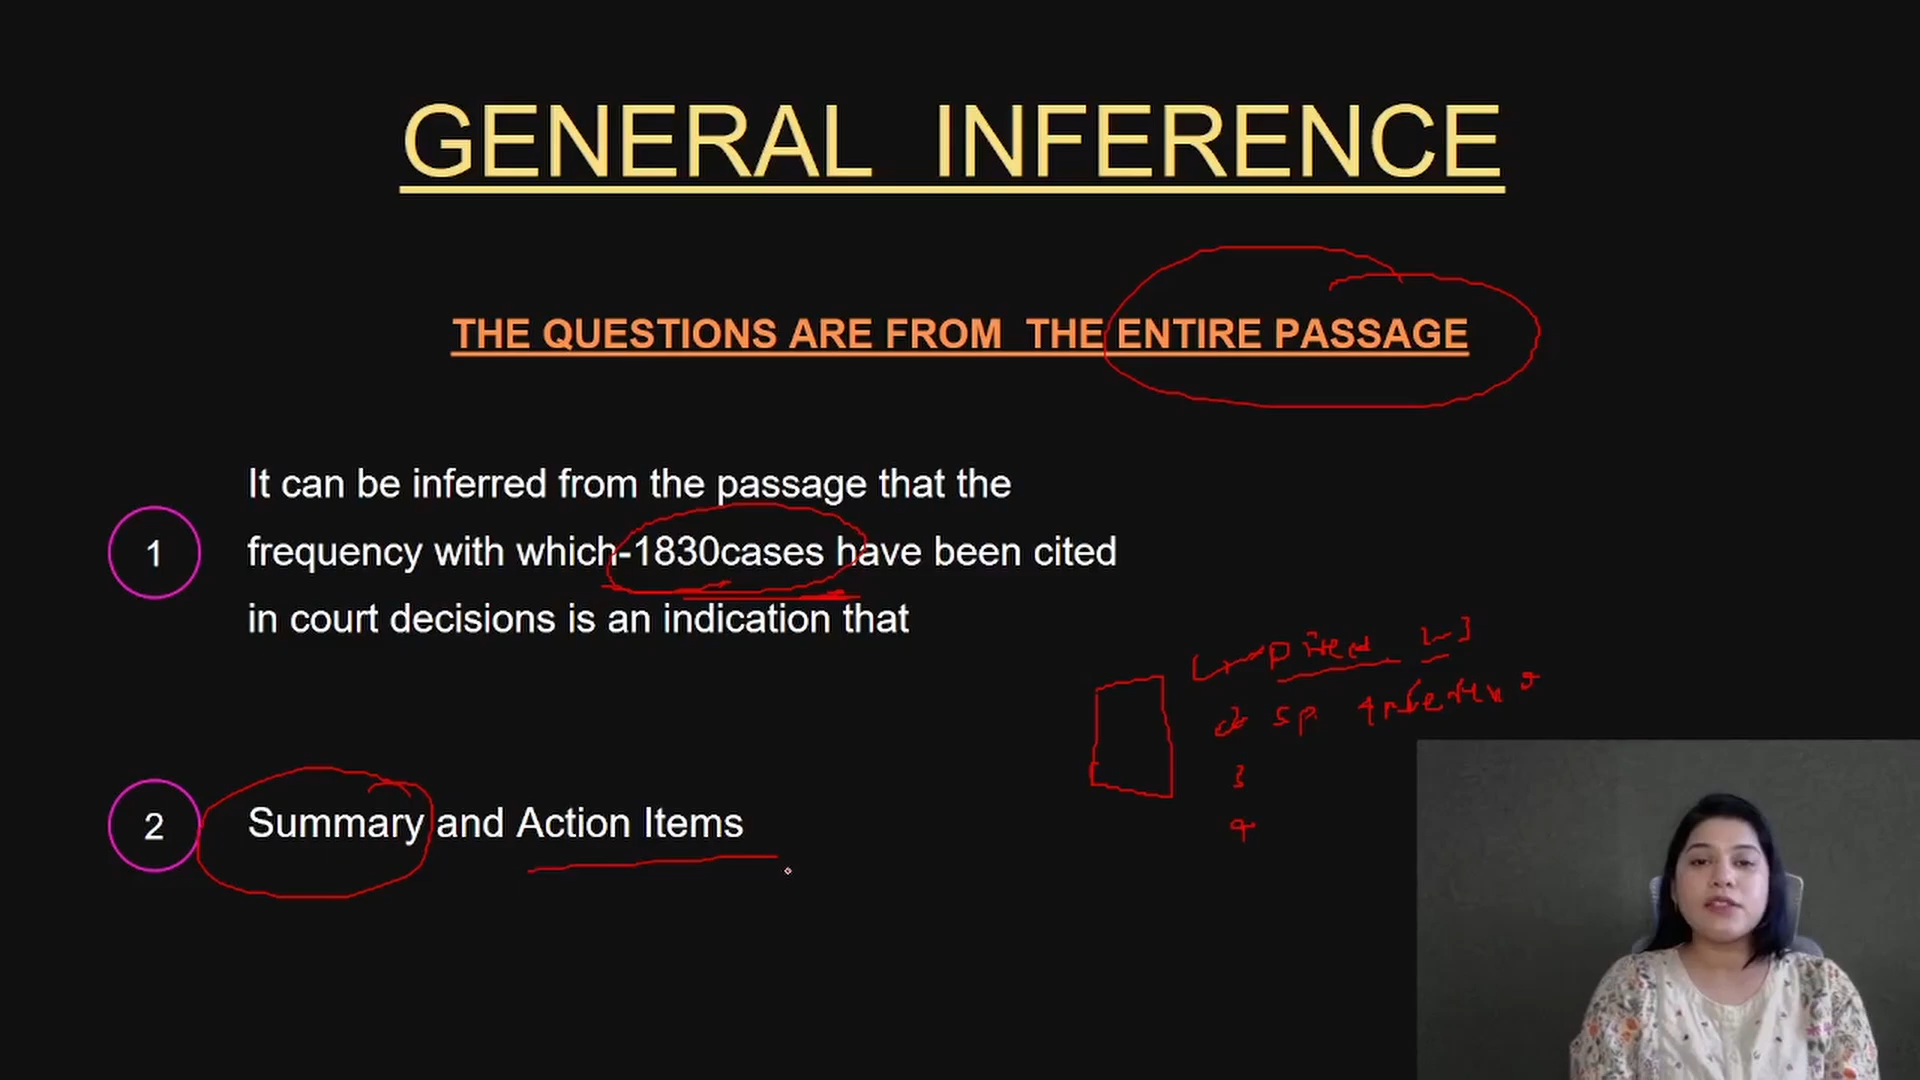 GENERAL INFERENCE
THE QUESTIONS ARE FROM THE ENTIRE PASSAGE
1
It can be inferred from the passage that the
frequency with which-1830cases have been cited
in court decisions is an indication that
3
4
2
Summary and Action Items